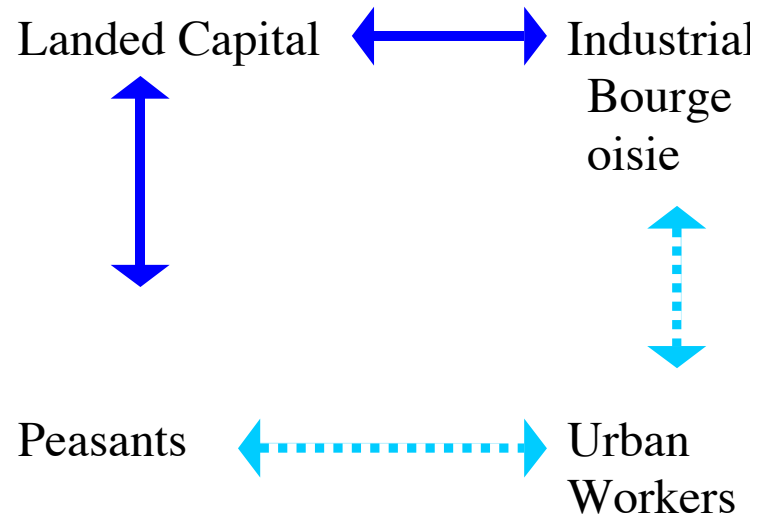 Landed Capital
Industrial
Bourge
oisie
Peasants
Urban
Workers